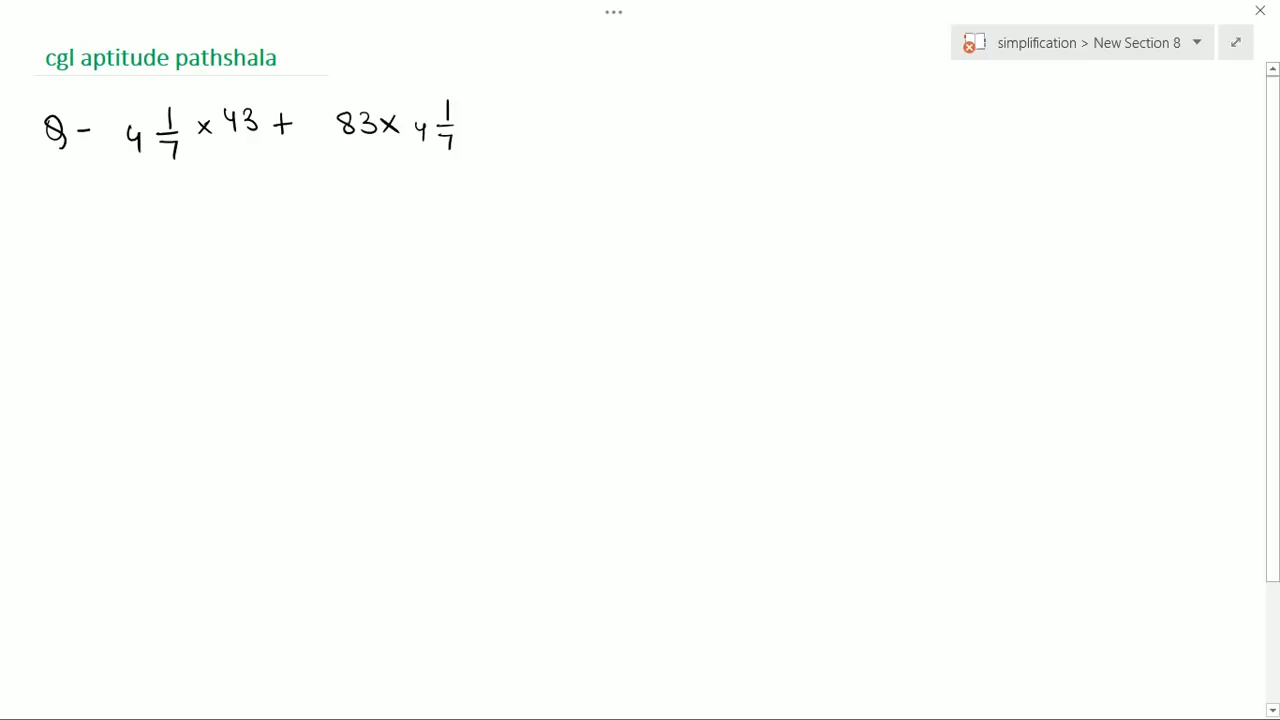 ...
simplification > New Section 8
cgl aptitude pathshala
Q- 4 1/7 × 43 + 83 × 4 1/7